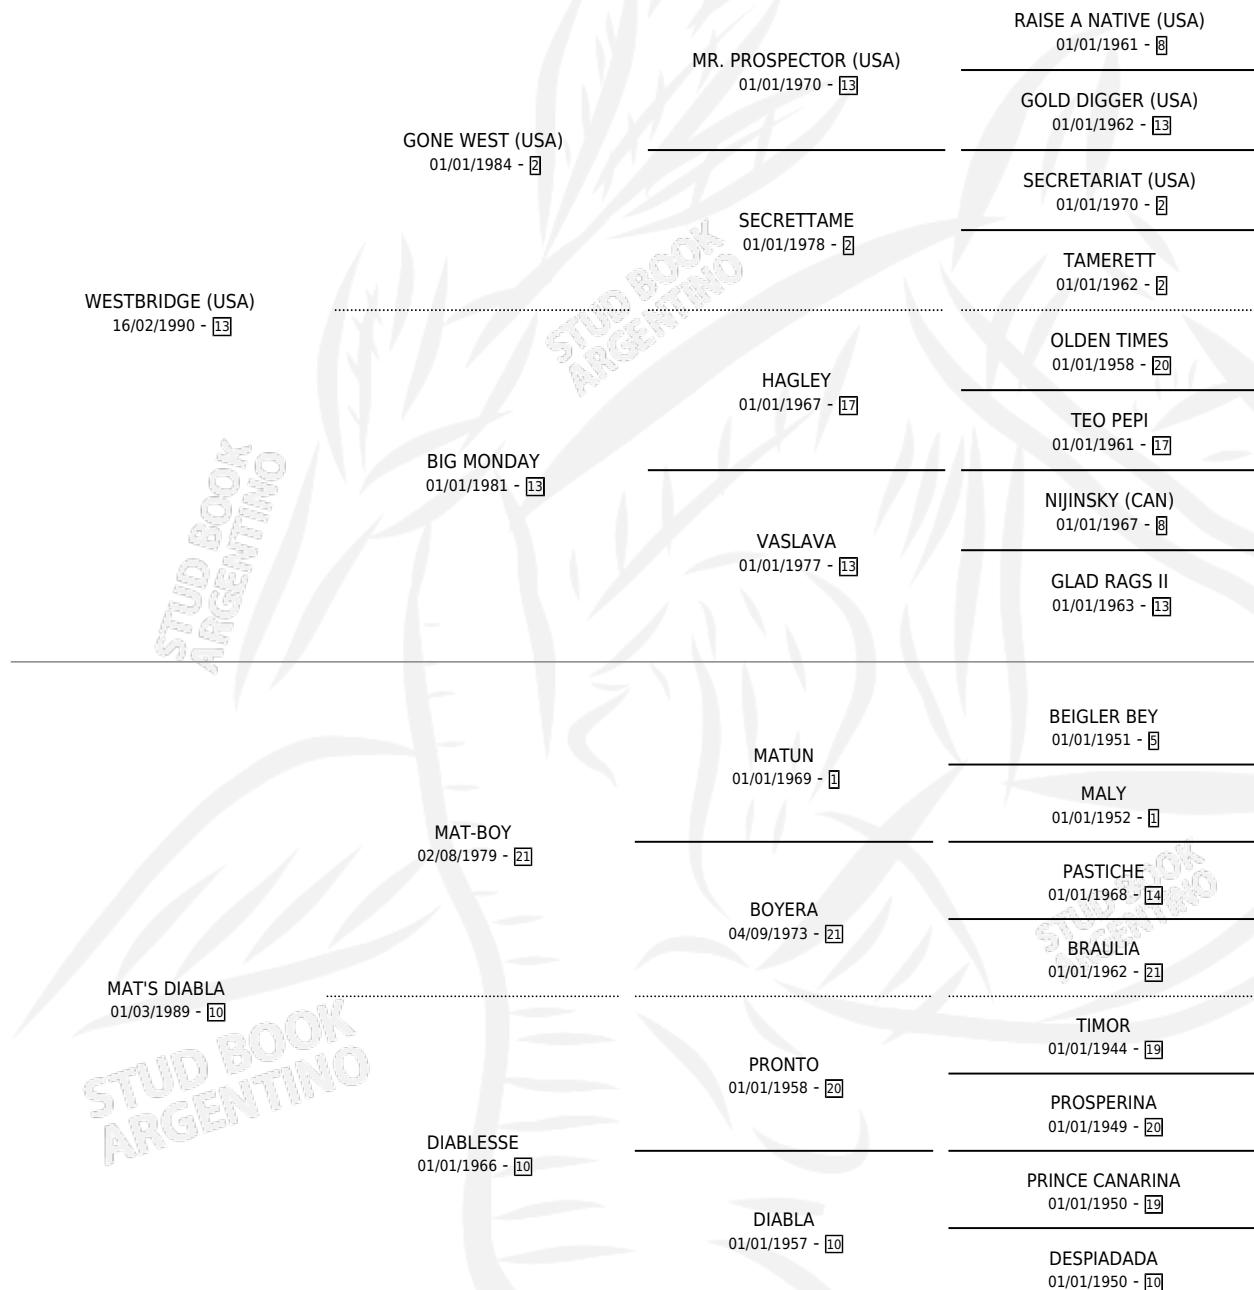 RAISE A NATIVE (USA)
01/01/1961 - 8
MR. PROSPECTOR (USA)
01/01/1970 - 13
GOLD DIGGER (USA)
01/01/1962 - 13
GONE WEST (USA)
01/01/1984 - 2
SECRETARIAT (USA)
01/01/1970 - 2
SECRETTAME
01/01/1978 - 2
TAMERETT
01/01/1962 - 2
WESTBRIDGE (USA)
16/02/1990 - 13
OLDEN TIMES
01/01/1958 - 20
HAGLEY
01/01/1967 - 17
TEO PEPI
01/01/1961 - 17
BIG MONDAY
01/01/1981 - 13
NIJINSKY (CAN)
01/01/1967 - 8
VASLAVA
01/01/1977 - 13
GLAD RAGS II
01/01/1963 - 13
STUD BOOK
ARGENTINO
STUD BOOK
ARGENTINO
BEIGLER BEY
01/01/1951 - 5
MATUN
01/01/1969 - 1
MALY
01/01/1952 - 1
MAT-BOY
02/08/1979 - 21
PASTICHE
01/01/1968 - 14
BOYERA
04/09/1973 - 21
BRAULIA
01/01/1962 - 21
STUD BOOK
ARGENTINO
MAT'S DIABLA
01/03/1989 - 10
STUD BOOK
ARGENTINO
TIMOR
01/01/1944 - 19
PRONTO
01/01/1958 - 20
PROSPERINA
01/01/1949 - 20
DIABLESSE
01/01/1966 - 10
PRINCE CANARINA
01/01/1950 - 19
DIABLA
01/01/1957 - 10
DESPIADADA
01/01/1950 - 10